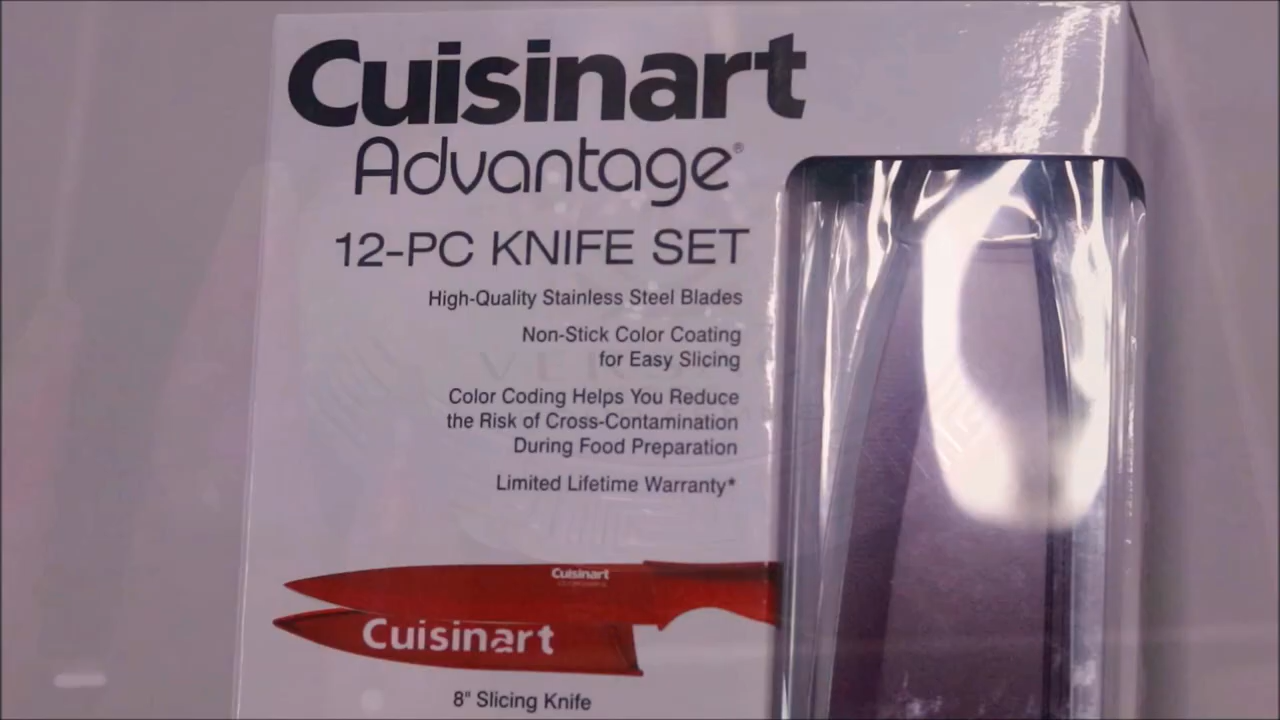 Cuisinart
Advantage®
12-PC KNIFE SET
High-Quality Stainless Steel Blades
Non-Stick Color Coating
for Easy Slicing
Color Coding Helps You Reduce
the Risk of Cross-Contamination
During Food Preparation
Limited Lifetime Warranty*
Cuisinart
Cuisinart
8" Slicing Knife